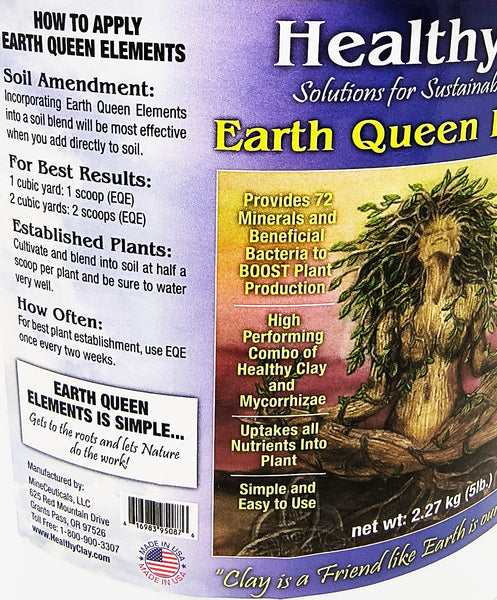 HOW TO APPLY
EARTH QUEEN ELEMENTS
Soil Amendment:
Incorporating Earth Queen Elements
into a soil blend will be most effective
when you add directly to soil.
For Best Results:
1 cubic yard: 1 scoop (EQE)
2 cubic yards: 2 scoops (EQE)
Established Plants:
Cultivate and blend into soil at half a
scoop per plant and be sure to water
very well.
How Often:
For best plant establishment, use EQE
once every two weeks.
EARTH QUEEN
ELEMENTS IS SIMPLE...
Gets to the roots and lets Nature
do the work!
Manufactured by:
MineCeuticals, LLC
625 Red Mountain Drive
Grants Pass, OR 97526
Toll Free: 1-800-900-3307
www.HealthyClay.com
6 16983 95087 6
MADE IN USA
MADE IN USA
Healthy
Solutions for Sustainab
Earth Queen
Provides 72
Minerals and
Beneficial
Bacteria to
BOOST Plant
Production
High
Performing
Combo of
Healthy Clay
and
Mycorrhizae
Uptakes all
Nutrients Into
Plant
Simple and
Easy to Use
net wt: 2.27 kg (5lb.)
"Clay is a Friend like Earth is our